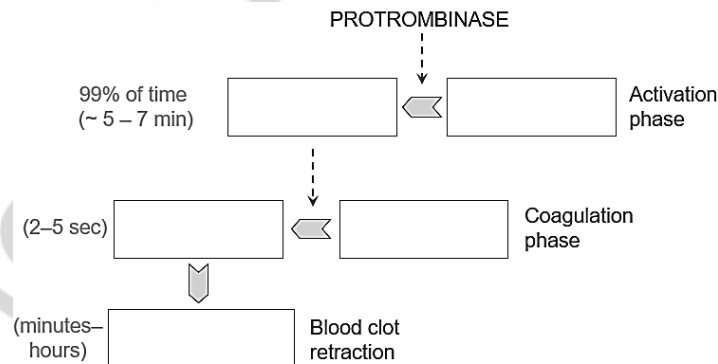 PROTROMBINASE
99% of time
(~ 5 – 7 min)
Activation
phase
(2–5 sec)
Coagulation
phase
(minutes–
hours)
Blood clot
retraction